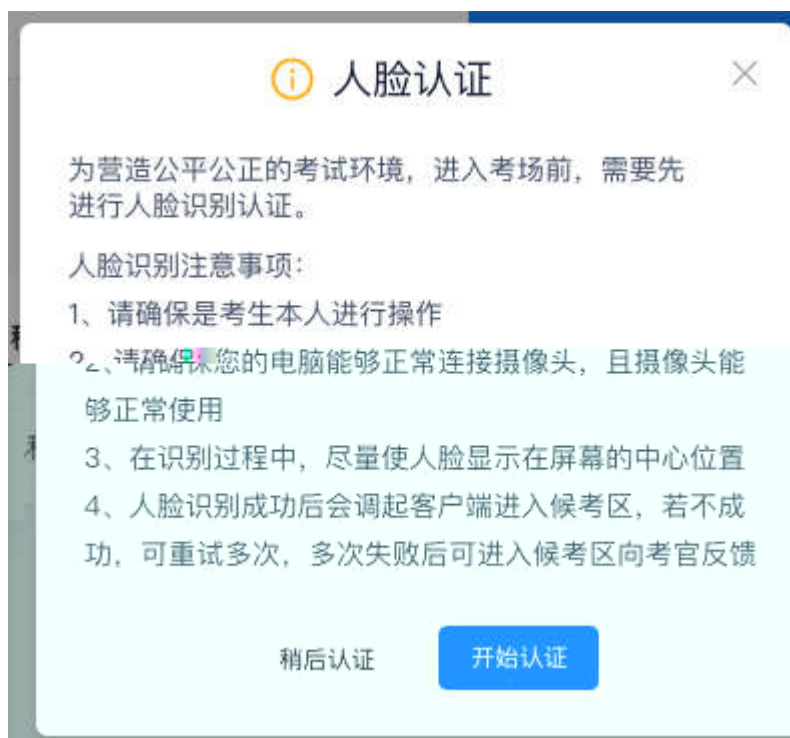 人脸认证
为营造公平公正的考试环境，进入考场前，需要先
进行人脸识别认证。
人脸识别注意事项：
1、请确保是考生本人进行操作
2、请确保您的电脑能够正常连接摄像头，且摄像头能
够正常使用
3、在识别过程中，尽量使人脸显示在屏幕的中心位置
4、人脸识别成功后会调起客户端进入候考区，若不成
功，可重试多次，多次失败后可进入候考区向考官反馈
稍后认证 开始认证